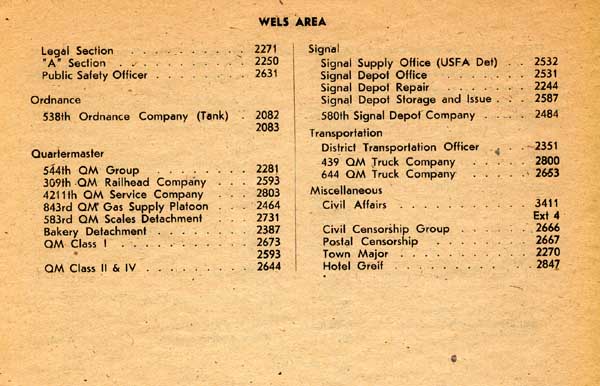 WELS AREA
Legal Section . . . . . . . . . . . 2271
"A" Section . . . . . . . . . . . . 2250
Public Safety Officer . . . . . . . . 2631
Ordnance
538th Ordnance Company (Tank) . 2082
2083
Quartermaster
544th QM Group . . . . . . . . . 2281
309th QM Railhead Company . . . . 2593
4211th QM Service Company . . . . 2803
843rd QM Gas Supply Platoon . . . 2464
583rd QM Scales Detachment . . . . 2731
Bakery Detachment . . . . . . . . . 2387
QM Class I . . . . . . . . . . . . 2673
2593
QM Class II & IV . . . . . . . . . 2644
Signal
Signal Supply Office (USFA Det) . . . 2532
Signal Depot Office . . . . . . . . 2531
Signal Depot Repair . . . . . . . . 2244
Signal Depot Storage and Issue . . . 2587
580th Signal Depot Company . . . . 2484
Transportation
District Transportation Officer . . . . 2351
439 QM Truck Company . . . . . . 2800
644 QM Truck Company . . . . . . 2653
Miscellaneous
Civil Affairs . . . . . . . . . . . 3411
Ext 4
Civil Censorship Group . . . . . . . 2666
Postal Censorship . . . . . . . . . 2667
Town Major . . . . . . . . . . . . 2270
Hotel Greif . . . . . . . . . . . . 2847